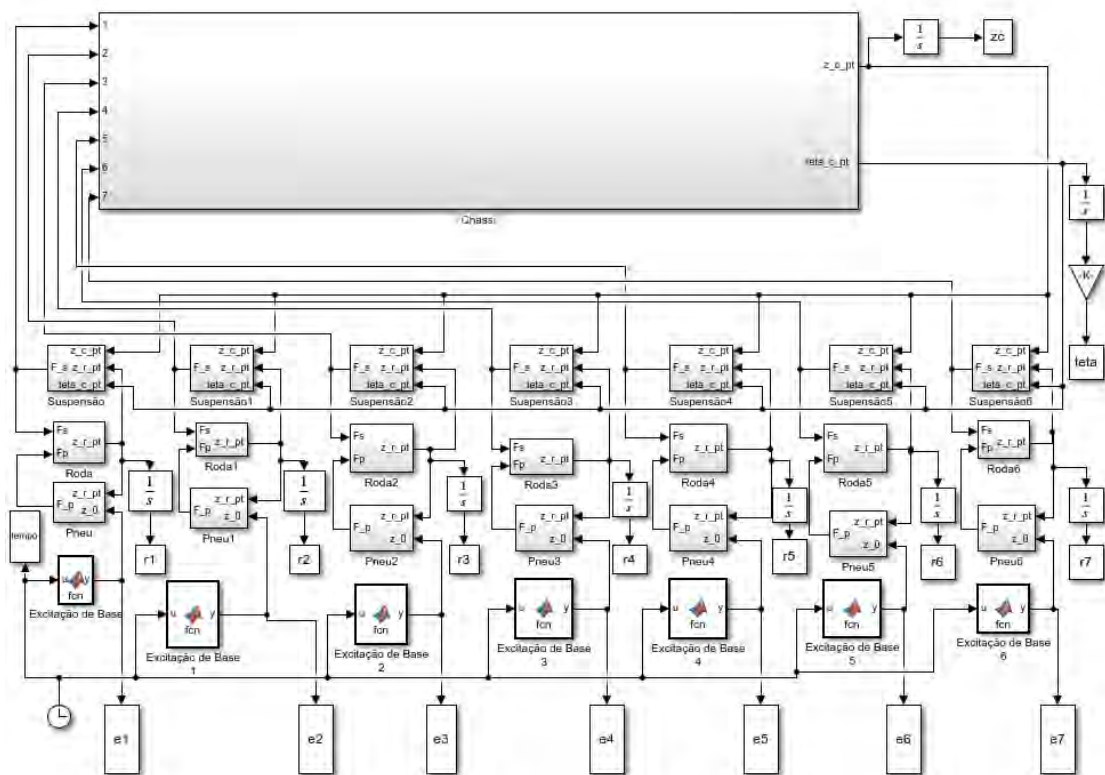 1
2
3
4
5
6
7
z_c_pt
teta_c_pt
Chassi
1
s
zc
1
s
-K-
teta
z_c_pt
F_s z_r_pt
teta_c_pt
Suspensão
z_c_pt
F_s z_r_pt
teta_c_pt
Suspensão1
z_c_pt
F_s z_r_pt
teta_c_pt
Suspensão2
z_c_pt
F_s z_r_pt
teta_c_pt
Suspensão3
z_c_pt
F_s z_r_pt
teta_c_pt
Suspensão4
z_c_pt
F_s z_r_pt
teta_c_pt
Suspensão5
z_c_pt
F_s z_r_pt
teta_c_pt
Suspensão6
Fs
z_r_pt
Fp
Roda
Fs
z_r_pt
Fp
Roda1
Fs
z_r_pt
Fp
Roda2
Fs
z_r_pt
Fp
Roda3
Fs
z_r_pt
Fp
Roda4
Fs
z_r_pt
Fp
Roda5
Fs
z_r_pt
Fp
Roda6
1
s
1
s
1
s
1
s
1
s
1
s
1
s
z_r_pt
F_p
z_0
Pneu
z_r_pt
F_p
z_0
Pneu1
z_r_pt
F_p
z_0
Pneu2
z_r_pt
F_p
z_0
Pneu3
z_r_pt
F_p
z_0
Pneu4
z_r_pt
F_p
z_0
Pneu5
z_r_pt
F_p
z_0
Pneu6
r1
r2
r3
r4
r5
r6
r7
tempo
u y
fcn
Excitação de Base
u y
fcn
Excitação de Base
1
u y
fcn
Excitação de Base
2
u y
fcn
Excitação de Base
3
u y
fcn
Excitação de Base
4
u y
fcn
Excitação de Base
5
u y
fcn
Excitação de Base
6
e1
e2
e3
e4
e5
e6
e7